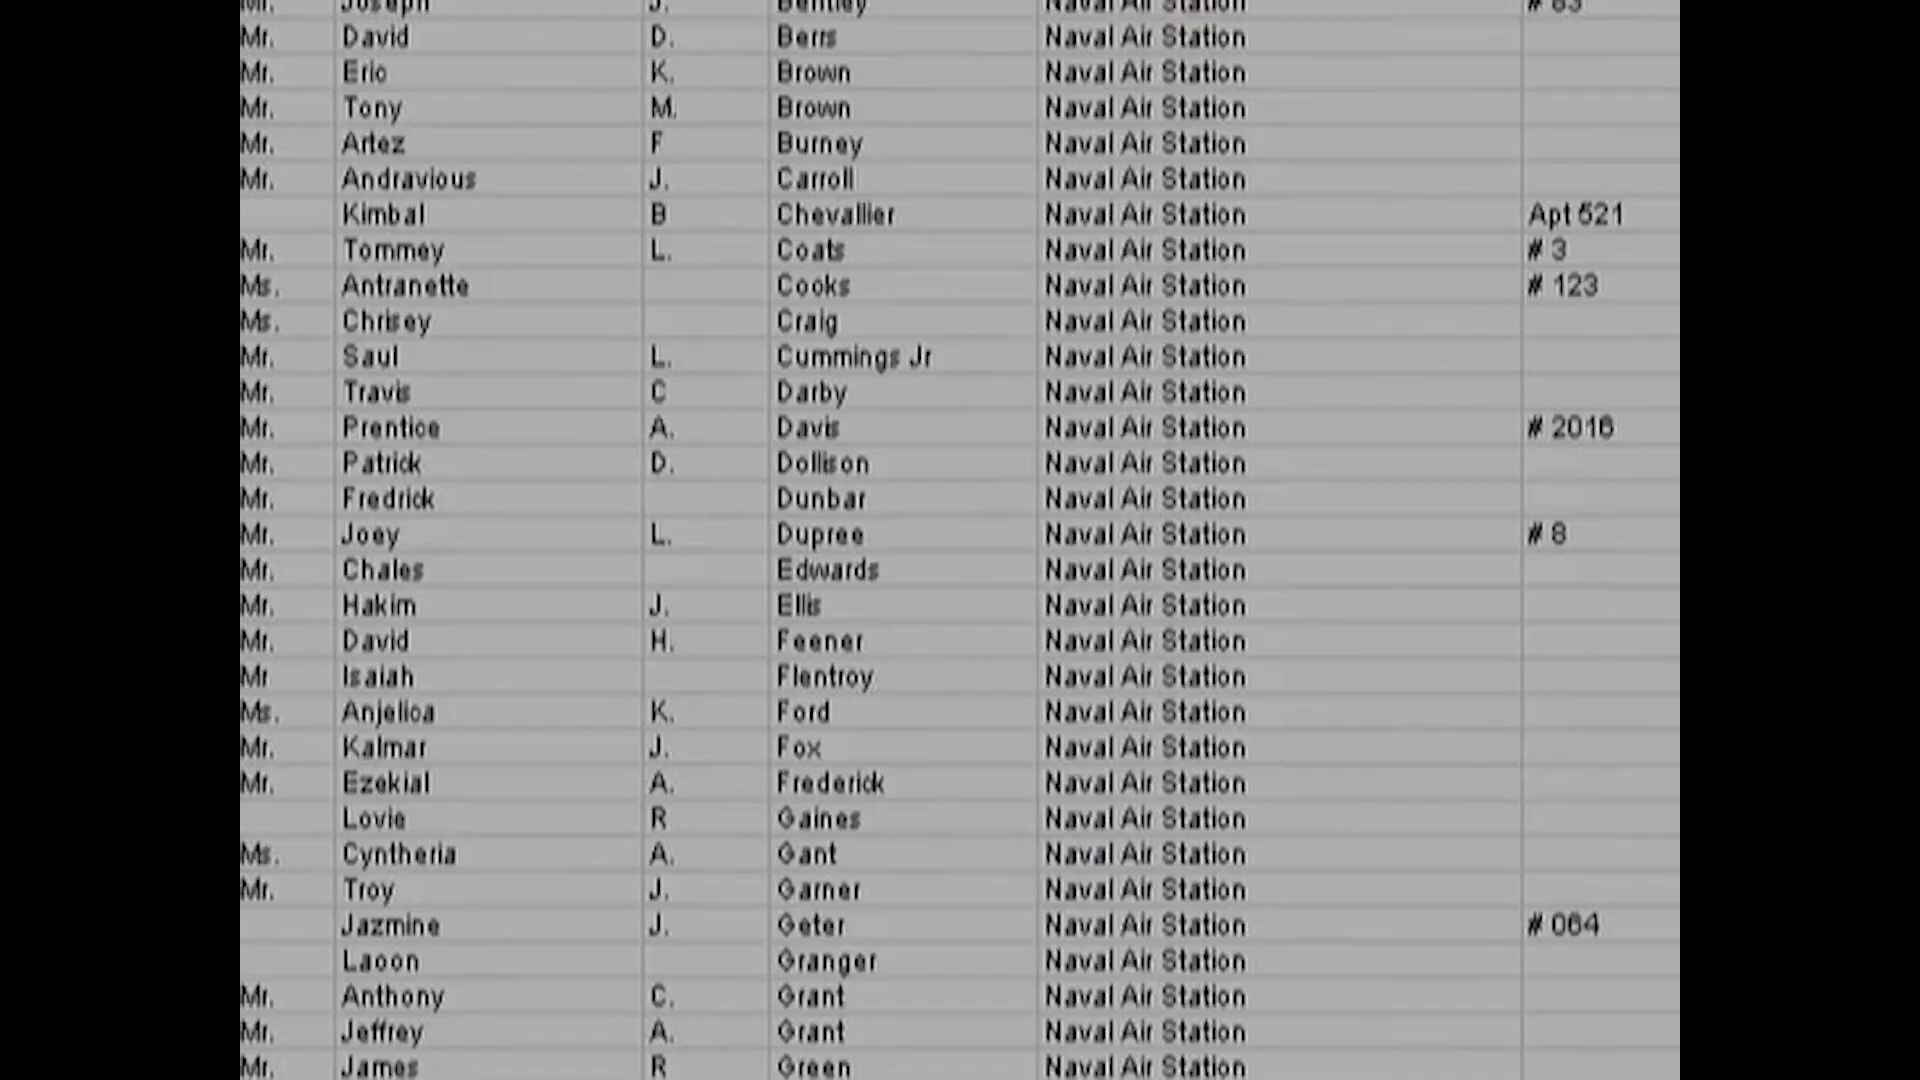 Mr. Joseph J. Bentley Naval Air Station # 63
Mr. David D. Berrs Naval Air Station
Mr. Eric K. Brown Naval Air Station
Mr. Tony M. Brown Naval Air Station
Mr. Artez F Burney Naval Air Station
Mr. Andravious J. Carroll Naval Air Station
Kimbal B Chevallier Naval Air Station Apt 521
Mr. Tommey L. Coats Naval Air Station # 3
Ms. Antranette Cooks Naval Air Station # 123
Ms. Chrisey Craig Naval Air Station
Mr. Saul L. Cummings Jr Naval Air Station
Mr. Travis C Darby Naval Air Station
Mr. Prentice A. Davis Naval Air Station # 2016
Mr. Patrick D. Dollison Naval Air Station
Mr. Fredrick Dunbar Naval Air Station
Mr. Joey L. Dupree Naval Air Station # 8
Mr. Chales Edwards Naval Air Station
Mr. Hakim J. Ellis Naval Air Station
Mr. David H. Feener Naval Air Station
Mr Isaiah Flentroy Naval Air Station
Ms. Anjelica K. Ford Naval Air Station
Mr. Kalmar J. Fox Naval Air Station
Mr. Ezekial A. Frederick Naval Air Station
Lovie R Gaines Naval Air Station
Ms. Cyntheria A. Gant Naval Air Station
Mr. Troy J. Garner Naval Air Station
Jazmine J. Geter Naval Air Station # 064
Lacon Granger Naval Air Station
Mr. Anthony C. Grant Naval Air Station
Mr. Jeffrey A. Grant Naval Air Station
Mr. James R Green Naval Air Station